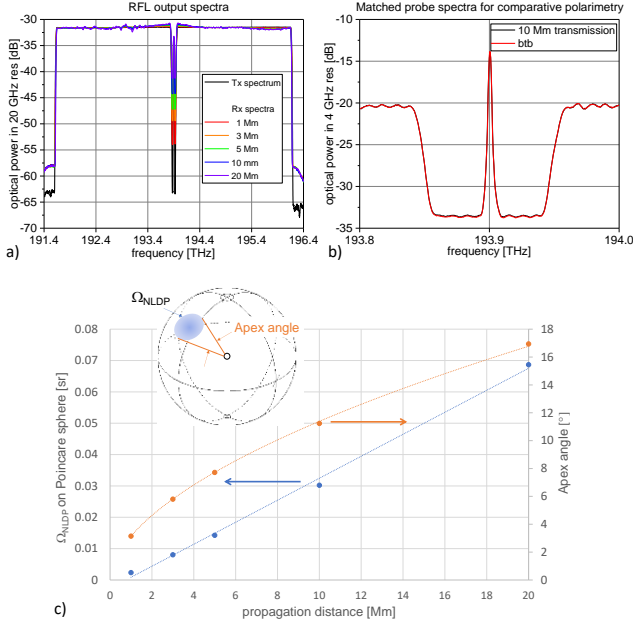 RFL output spectra
optical power in 20 GHz res [dB]
-30
-35
-40
-45
-50
-55
-60
-65
-70
Tx spectrum
Rx spectra
1 Mm
3 Mm
5 Mm
10 mm
20 Mm
191.4 192.4 193.4 194.4 195.4 196.4
frequency [THz]
a)
Matched probe spectra for comparative polarimetry
optical power in 4 GHz res [dB]
-10
-15
-20
-25
-30
-35
10 Mm transmission
btb
193.8 193.9 194.0
frequency [THz]
b)
Ω_NLDP
Apex angle
Ω_NLDP on Poincare sphere [sr]
0.08
0.07
0.06
0.05
0.04
0.03
0.02
0.01
0
18
16
14
12
10
8
6
4
2
0
Apex angle [°]
0 2 4 6 8 10 12 14 16 18 20
propagation distance [Mm]
c)